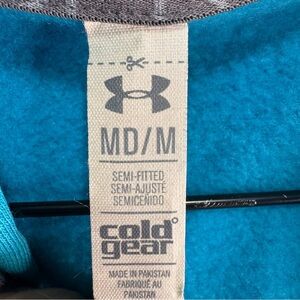 MD/M
SEMI-FITTED
SEMI-AJUSTÉ
SEMICEÑIDO
cold
gear
MADE IN PAKISTAN
FABRIQUÉ AU
PAKISTAN